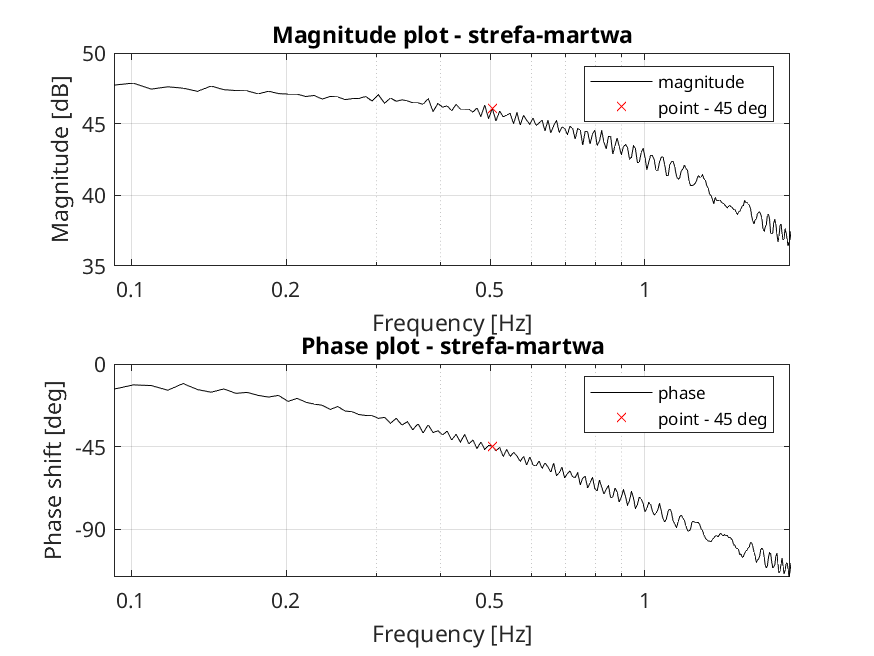 Magnitude plot - strefa-martwa
50
45
40
35
Magnitude [dB]
magnitude
point - 45 deg
0.1
0.2
0.5
1
Frequency [Hz]
Phase plot - strefa-martwa
0
-45
-90
Phase shift [deg]
phase
point - 45 deg
0.1
0.2
0.5
1
Frequency [Hz]